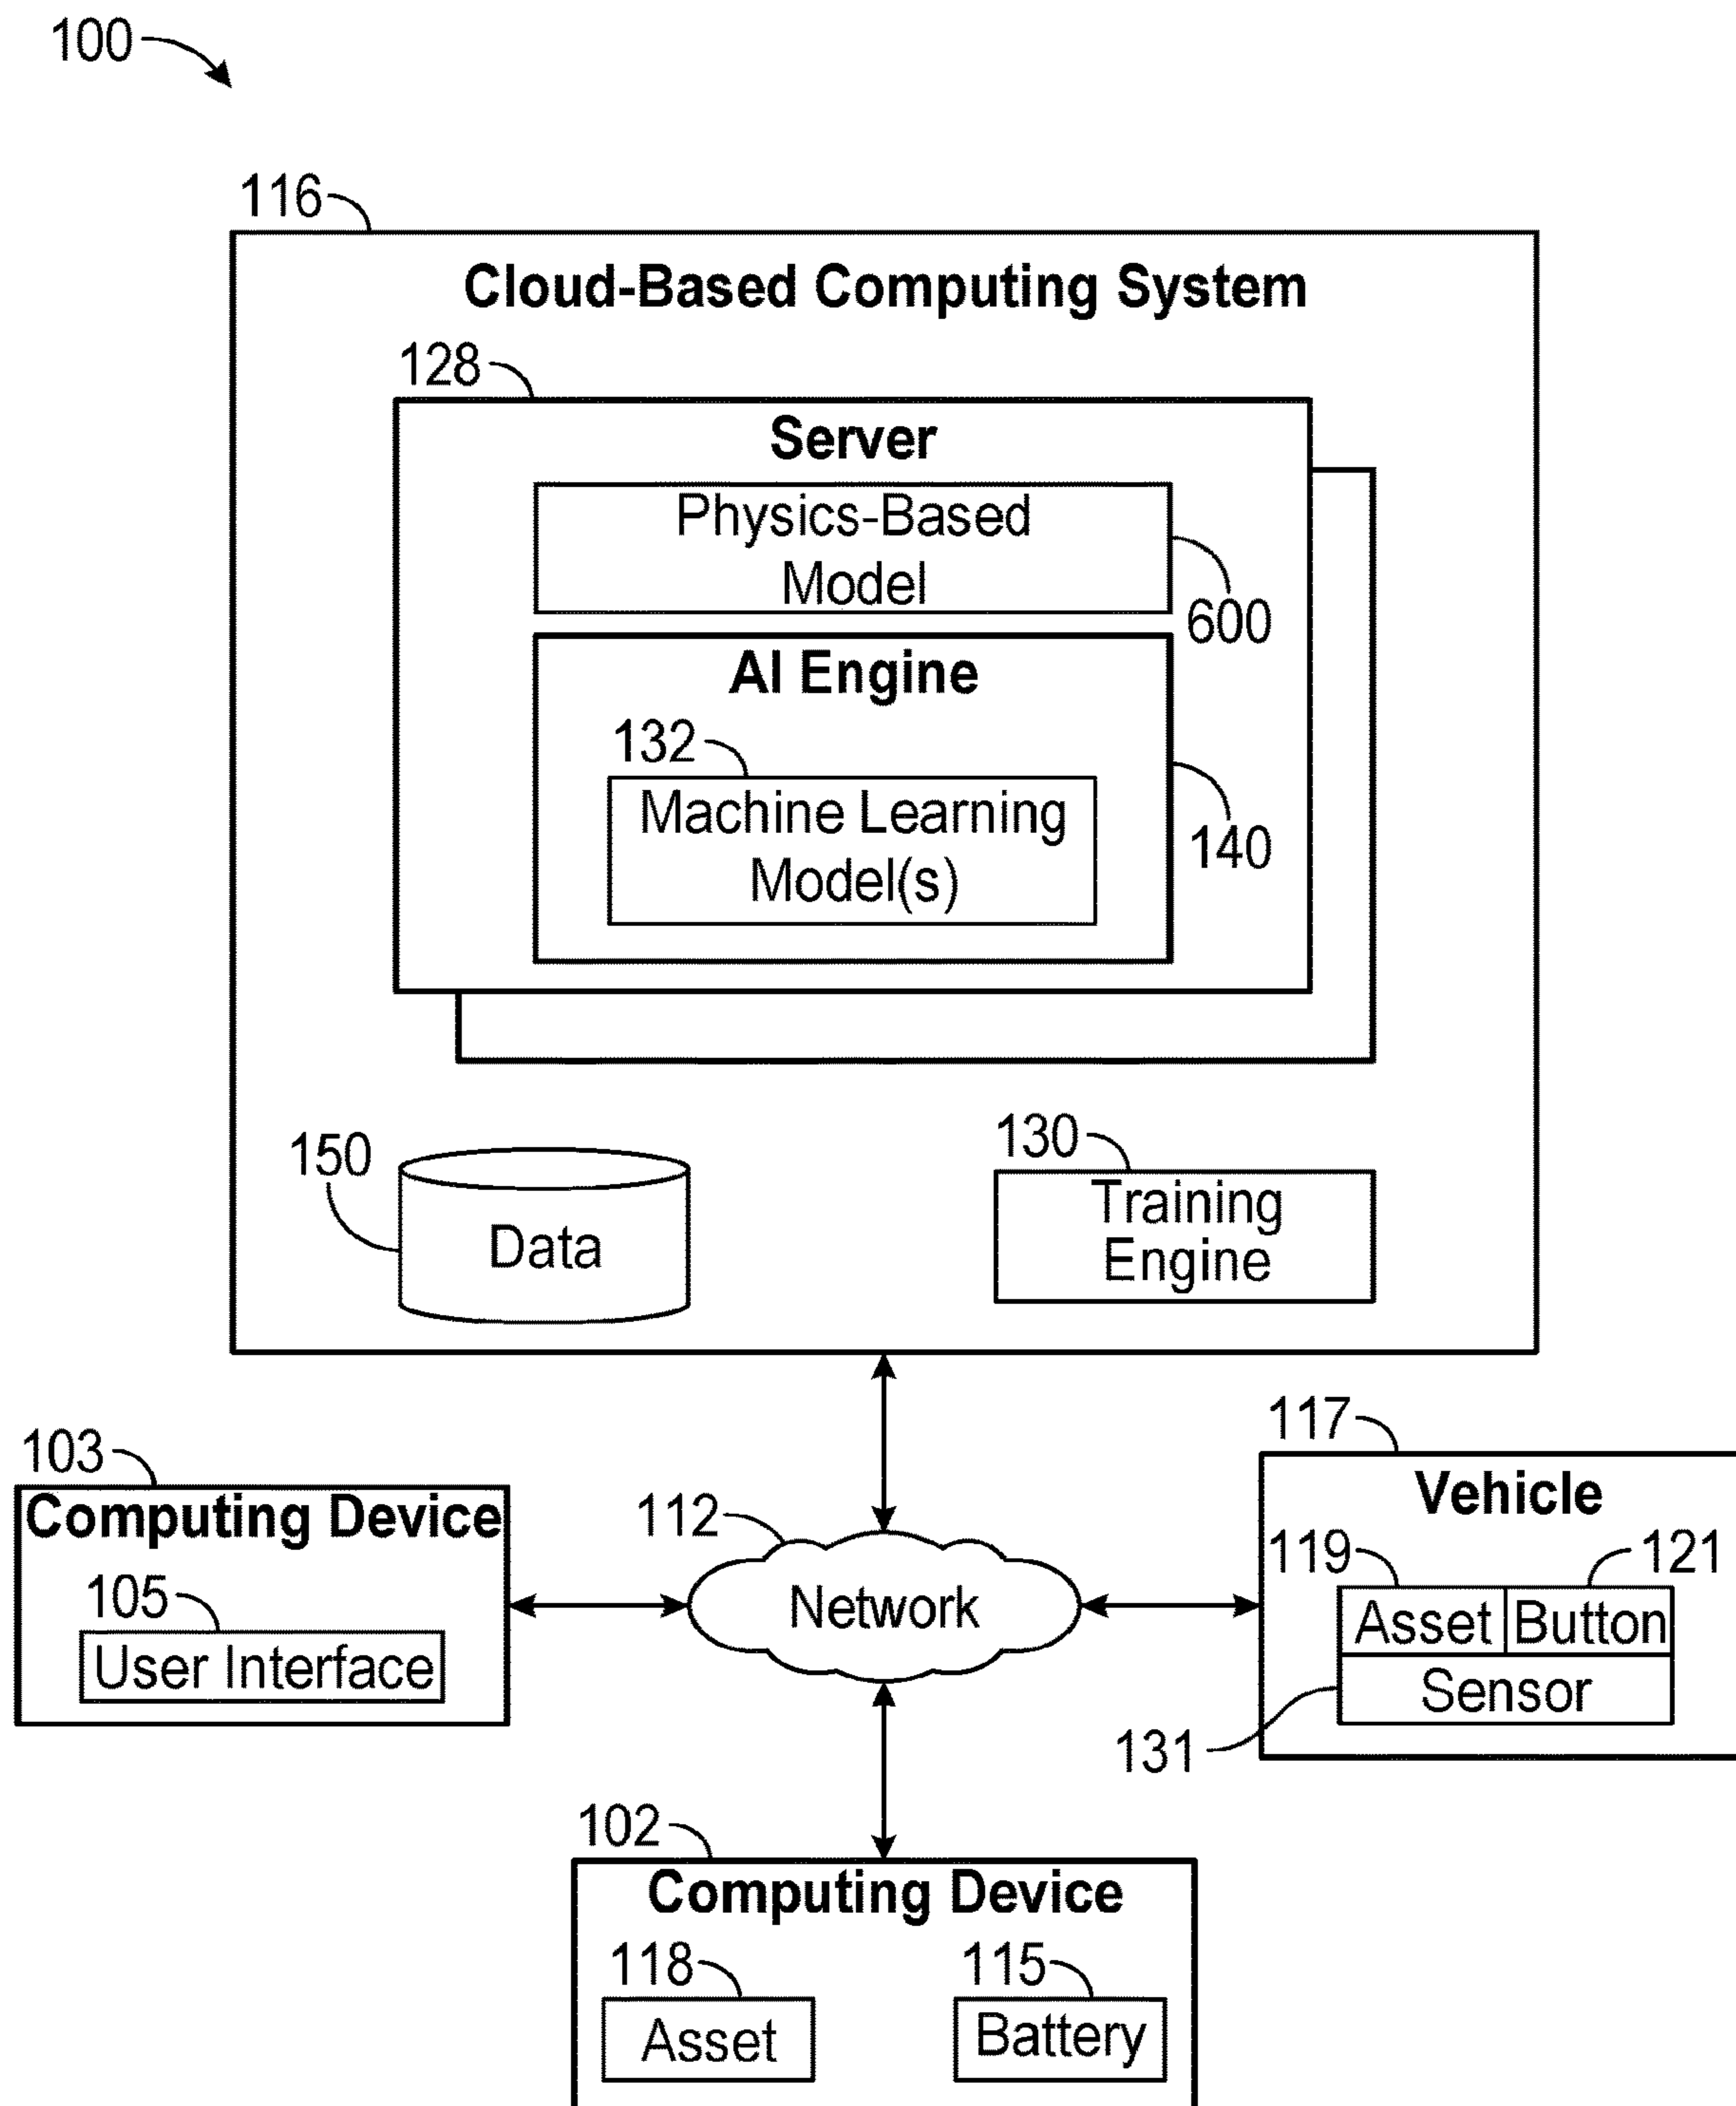 100
116
Cloud-Based Computing System
128
Server
Physics-Based
Model
600
AI Engine
132
Machine Learning
Model(s)
140
150
Data
130
Training
Engine
103
Computing Device
105
User Interface
112
Network
117
Vehicle
119
121
Asset
Button
Sensor
131
102
Computing Device
118
115
Asset
Battery